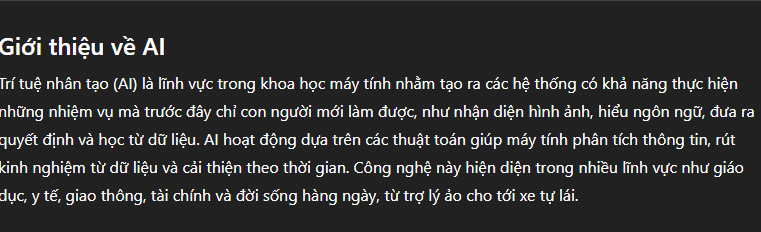 Giới thiệu về AI
Trí tuệ nhân tạo (AI) là lĩnh vực trong khoa học máy tính nhằm tạo ra các hệ thống có khả năng thực hiện
những nhiệm vụ mà trước đây chỉ con người mới làm được, như nhận diện hình ảnh, hiểu ngôn ngữ, đưa ra
quyết định và học từ dữ liệu. AI hoạt động dựa trên các thuật toán giúp máy tính phân tích thông tin, rút
kinh nghiệm từ dữ liệu và cải thiện theo thời gian. Công nghệ này hiện diện trong nhiều lĩnh vực như giáo
dục, y tế, giao thông, tài chính và đời sống hàng ngày, từ trợ lý ảo cho tới xe tự lái.